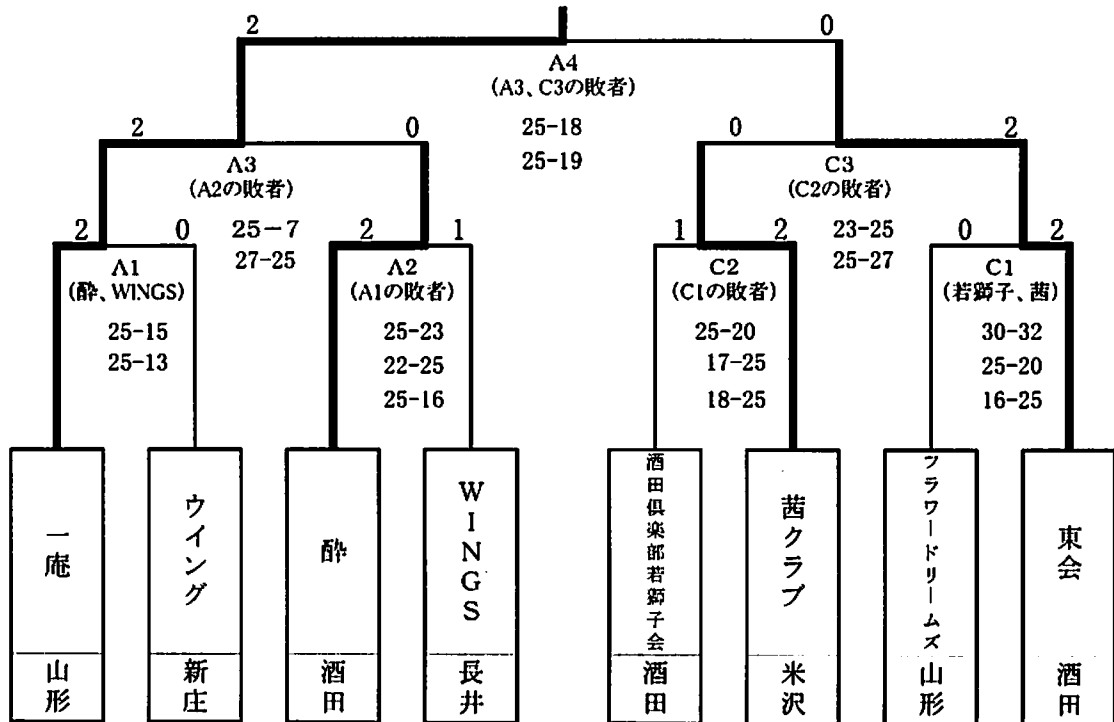 2
0
A4
(A3、C3の敗者)
25-18
25-19
2
0
0
2
A3
(A2の敗者)
C3
(C2の敗者)
25-7
27-25
23-25
25-27
2
0
2
1
1
2
0
2
A1
(酔、WINGS)
25-15
25-13
A2
(A1の敗者)
25-23
22-25
25-16
C2
(C1の敗者)
25-20
17-25
18-25
C1
(若獅子、茜)
30-32
25-20
16-25
一庵
山形
ウイング
新庄
酔
酒田
WINGS
長井
酒田倶楽部若獅子会
酒田
茜クラブ
米沢
フラワードリームズ
山形
東会
酒田